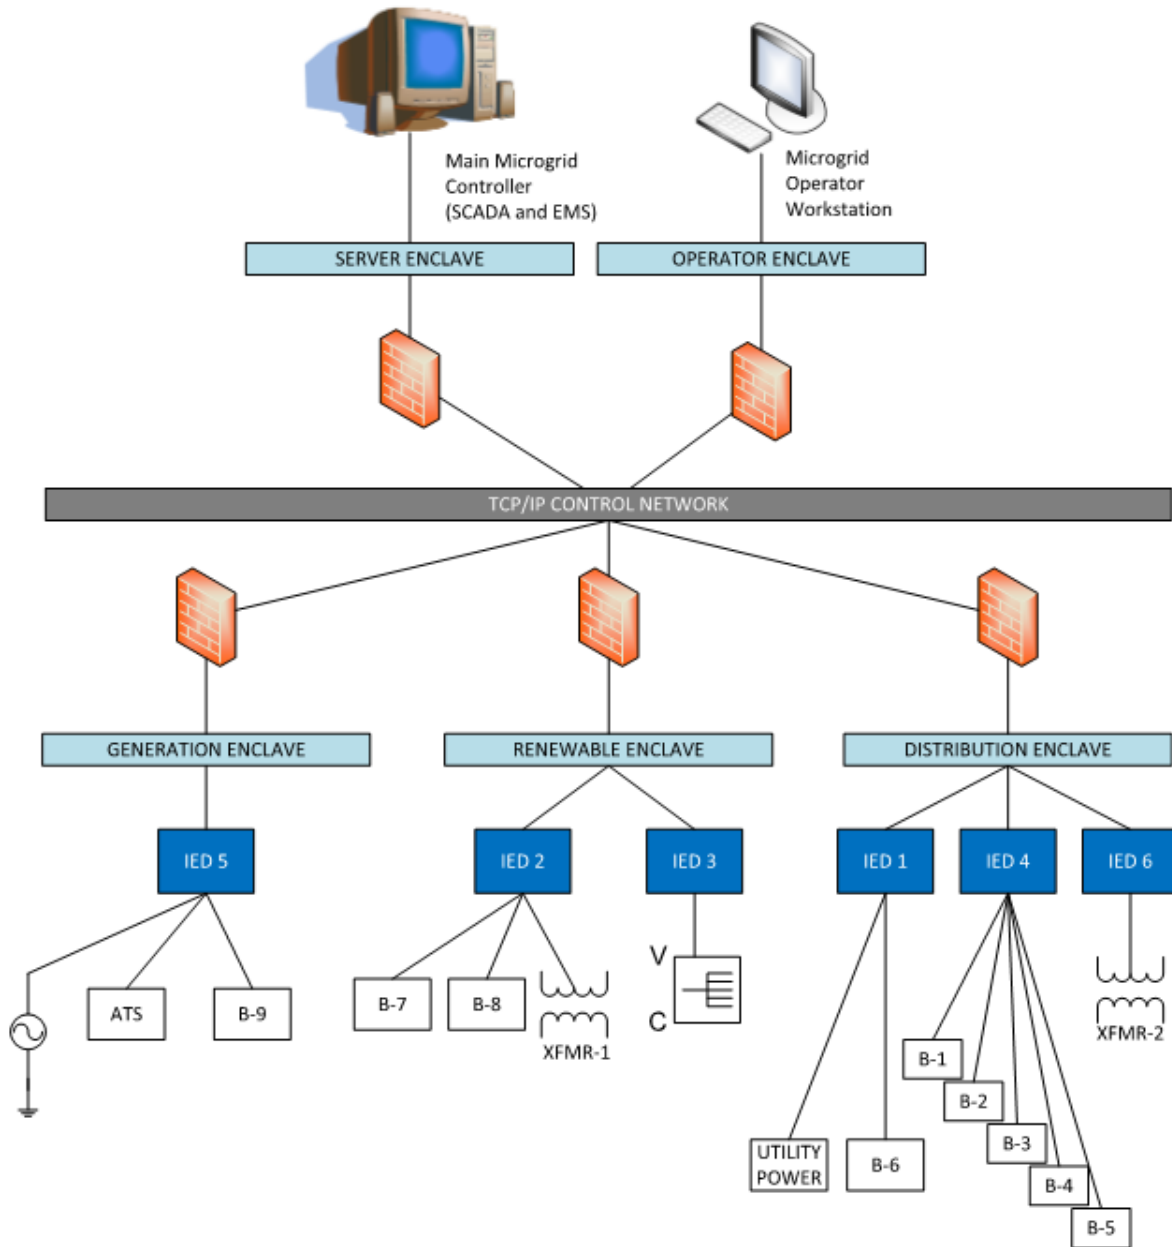 Main Microgrid
Controller
(SCADA and EMS)
Microgrid
Operator
Workstation
SERVER ENCLAVE
OPERATOR ENCLAVE
TCP/IP CONTROL NETWORK
GENERATION ENCLAVE
RENEWABLE ENCLAVE
DISTRIBUTION ENCLAVE
IED 5
IED 2
IED 3
IED 1
IED 4
IED 6
ATS
B-9
B-7
B-8
XFMR-1
V
C
XFMR-2
B-1
B-2
B-3
B-4
B-5
UTILITY
POWER
B-6